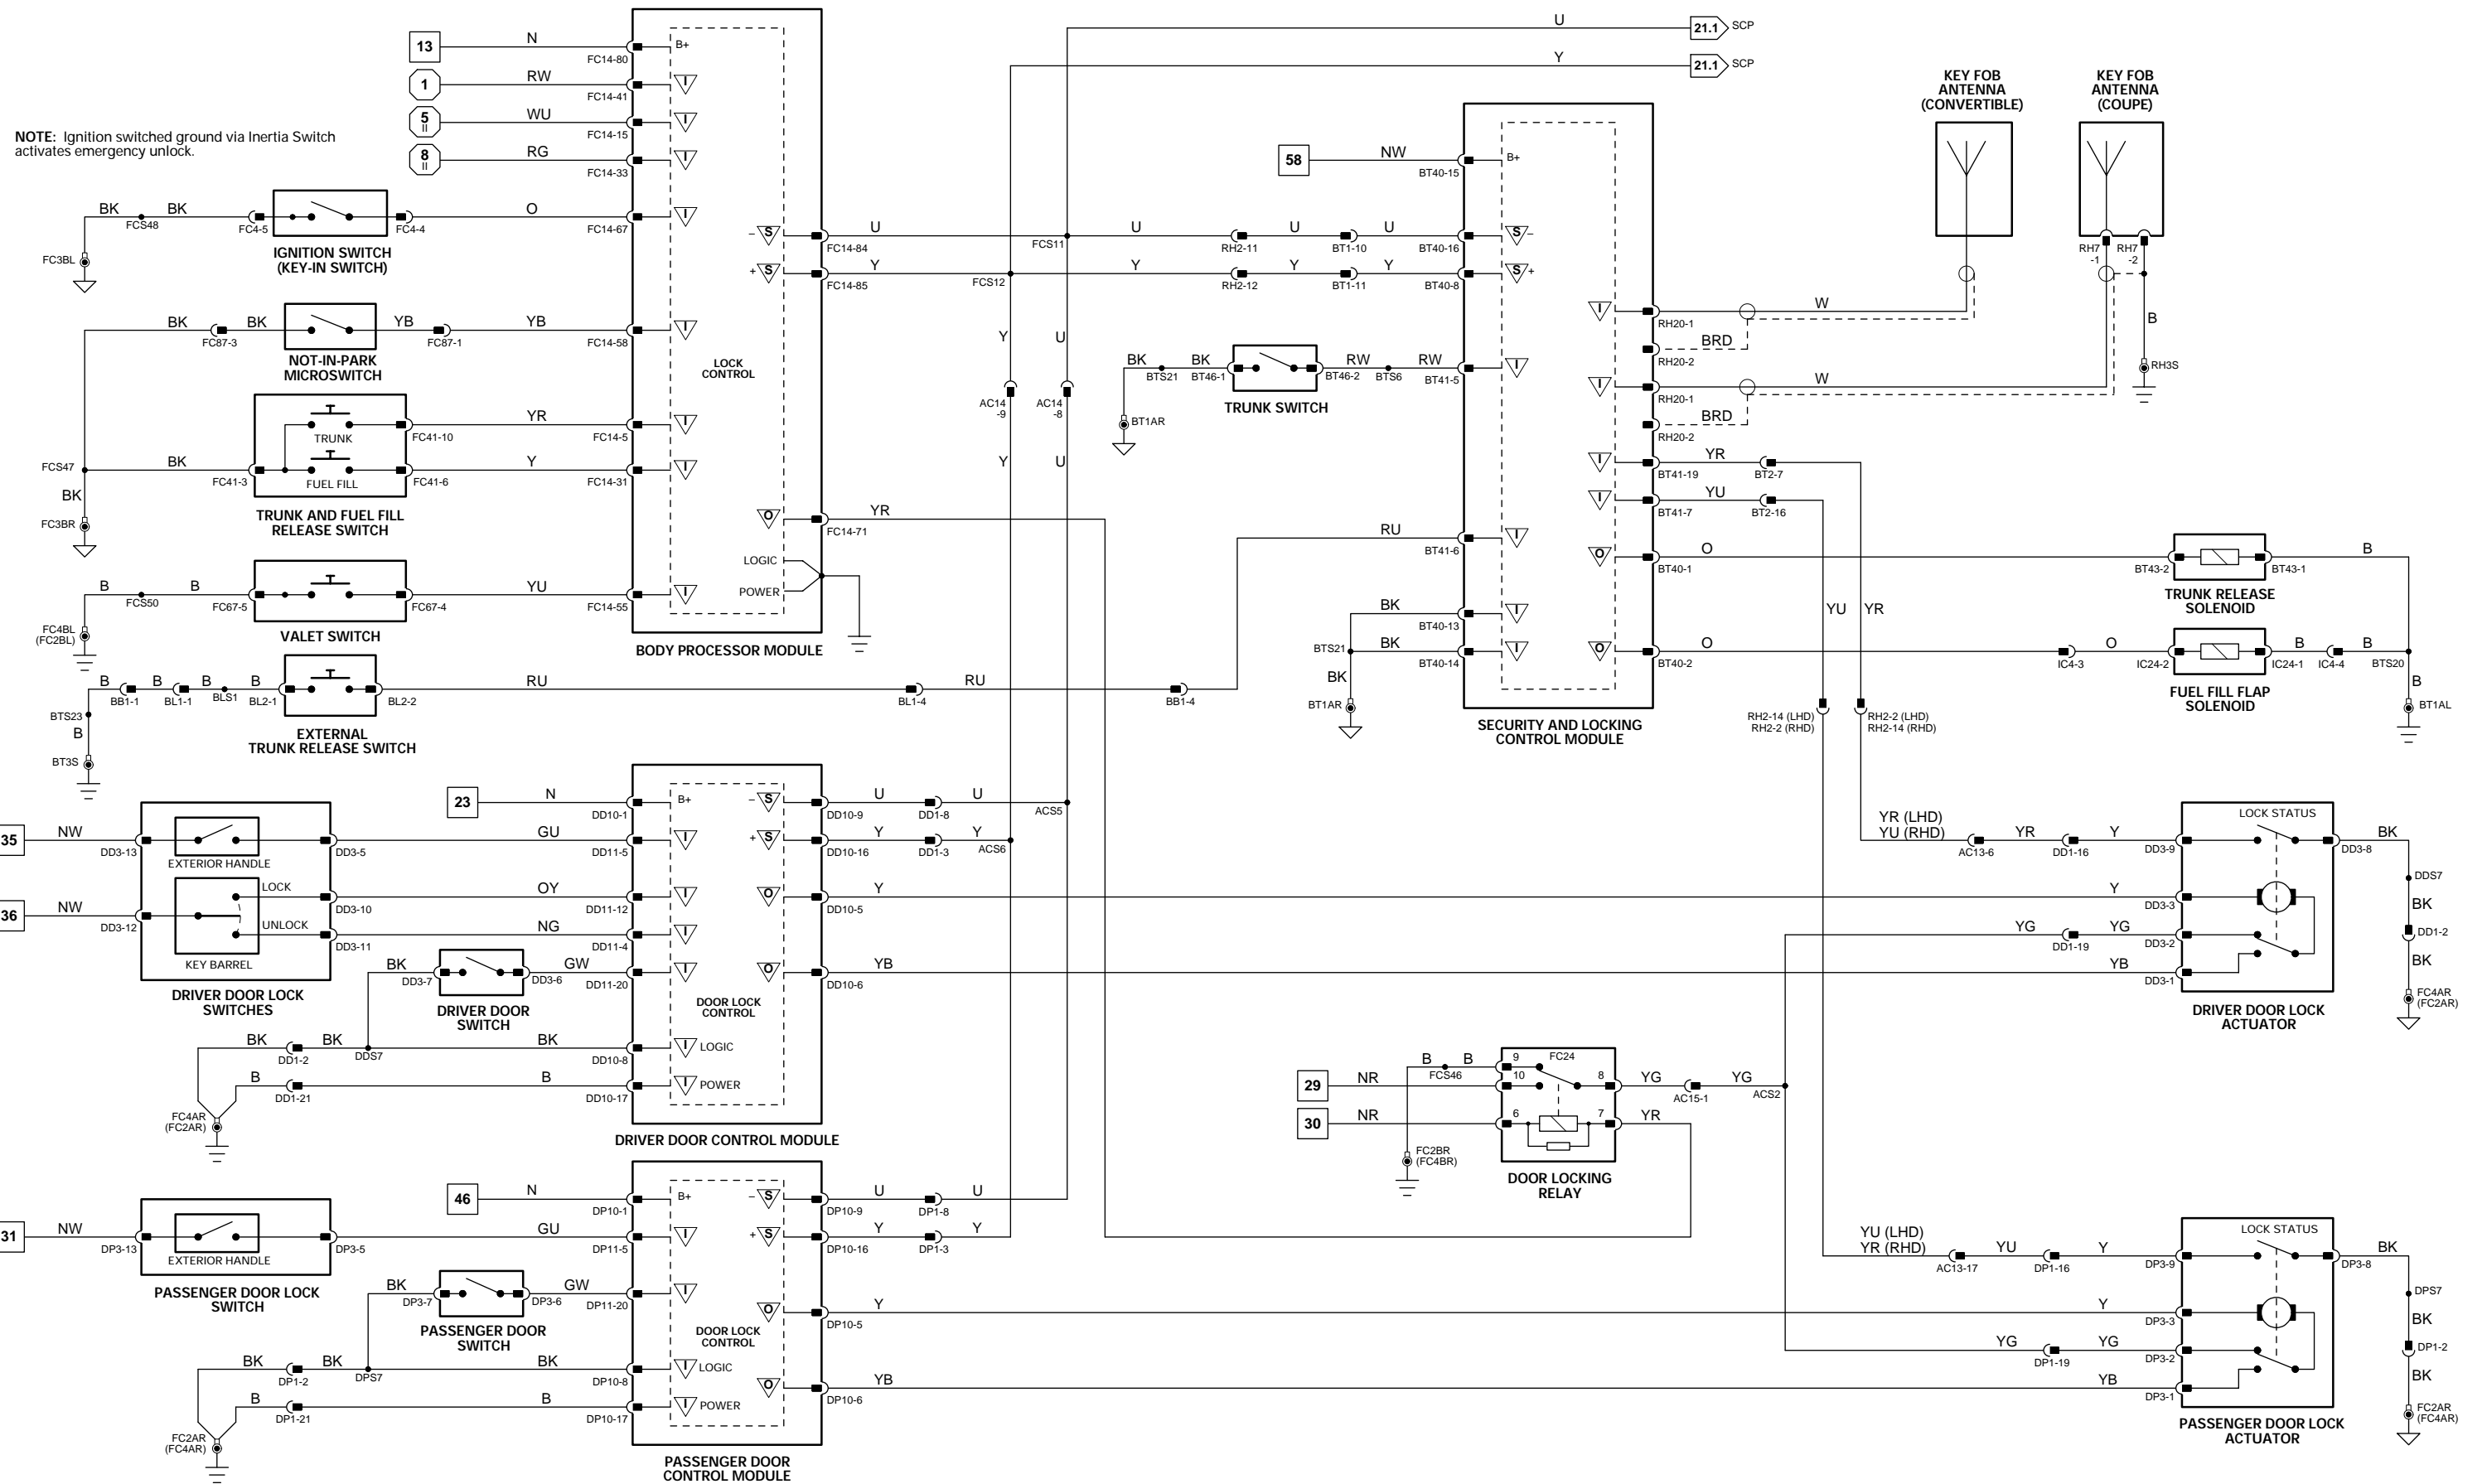 U
21.1
SCP
Y
21.1
SCP
13
N
FC14-80
B+
1
RW
FC14-41
I
5
II
WU
FC14-15
I
8
II
RG
FC14-33
I
NOTE: Ignition switched ground via Inertia Switch
activates emergency unlock.
BK
FCS48
BK
FC4-5
FC4-4
O
FC14-67
I
IGNITION SWITCH
(KEY-IN SWITCH)
FC3BL
BK
FC87-3
BK
YB
FC87-1
YB
FC14-58
I
NOT-IN-PARK
MICROSWITCH
TRUNK
FC41-10
YR
FC14-5
I
FCS47
BK
FC41-3
FUEL FILL
FC41-6
Y
FC14-31
I
BK
FC3BR
TRUNK AND FUEL FILL
RELEASE SWITCH
B
FCS50
B
FC67-5
FC67-4
YU
FC14-55
I
FC4BL
(FC2BL)
VALET SWITCH
LOCK
CONTROL
– S
FC14-84
U
+ S
FC14-85
Y
O
FC14-71
YR
LOGIC
POWER
BODY PROCESSOR MODULE
FCS11
FCS12
U
RH2-11
U
BT1-10
U
BT40-16
S –
Y
RH2-12
Y
BT1-11
Y
BT40-8
S +
Y
U
AC14
-9
AC14
-8
Y
U
58
NW
BT40-15
B+
BK
BTS21
BK
BT46-1
BT46-2
RW
BTS6
RW
BT41-5
I
BT1AR
TRUNK SWITCH
RU
BT41-6
I
BK
BT40-13
I
BTS21
BK
BT40-14
I
BK
BT1AR
SECURITY AND LOCKING
CONTROL MODULE
KEY FOB
ANTENNA
(CONVERTIBLE)
KEY FOB
ANTENNA
(COUPE)
RH7
-1
RH7
-2
B
RH3S
I
RH20-1
W
BRD
RH20-2
I
RH20-1
W
BRD
RH20-2
I
BT41-19
YR
BT2-7
I
BT41-7
YU
BT2-16
O
BT40-1
O
BT43-2
BT43-1
B
TRUNK RELEASE
SOLENOID
O
BT40-2
O
IC4-3
O
IC24-2
IC24-1
B
IC4-4
B
BTS20
FUEL FILL FLAP
SOLENOID
B
BT1AL
YU
YR
RH2-14 (LHD)
RH2-2 (RHD)
RH2-2 (LHD)
RH2-14 (RHD)
B
BB1-1
B
BL1-1
B
BLS1
B
BL2-1
BL2-2
RU
BL1-4
RU
BB1-4
BTS23
B
BT3S
EXTERNAL
TRUNK RELEASE SWITCH
35
NW
DD3-13
EXTERIOR HANDLE
DD3-5
GU
DD11-5
I
36
NW
DD3-12
LOCK
DD3-10
OY
DD11-12
I
UNLOCK
DD3-11
NG
DD11-4
I
KEY BARREL
DRIVER DOOR LOCK
SWITCHES
23
N
DD10-1
B+
BK
DD3-7
DD3-6
GW
DD11-20
I
DRIVER DOOR
SWITCH
BK
DD1-2
BK
DDS7
BK
DD10-8
I LOGIC
B
DD1-21
B
DD10-17
I POWER
FC4AR
(FC2AR)
– S
DD10-9
U
DD1-8
U
ACS5
+ S
DD10-16
Y
DD1-3
Y
ACS6
O
DD10-5
Y
O
DD10-6
YB
DOOR LOCK
CONTROL
DRIVER DOOR CONTROL MODULE
YR (LHD)
YU (RHD)
AC13-6
YR
DD1-16
Y
DD3-9
LOCK STATUS
DD3-8
BK
Y
DD3-3
YG
DD1-19
YG
DD3-2
YB
DD3-1
DDS7
BK
DD1-2
BK
FC4AR
(FC2AR)
DRIVER DOOR LOCK
ACTUATOR
B
FCS46
B
9
FC24
29
NR
10
8
YG
AC15-1
YG
ACS2
30
NR
6
7
YR
FC2BR
(FC4BR)
DOOR LOCKING
RELAY
31
NW
DP3-13
EXTERIOR HANDLE
DP3-5
GU
DP11-5
I
PASSENGER DOOR LOCK
SWITCH
46
N
DP10-1
B+
BK
DP3-7
DP3-6
GW
DP11-20
I
PASSENGER DOOR
SWITCH
BK
DP1-2
BK
DPS7
BK
DP10-8
I LOGIC
B
DP1-21
B
DP10-17
I POWER
FC2AR
(FC4AR)
– S
DP10-9
U
DP1-8
U
+ S
DP10-16
Y
DP1-3
Y
O
DP10-5
Y
DOOR LOCK
CONTROL
O
DP10-6
YB
PASSENGER DOOR
CONTROL MODULE
YU (LHD)
YR (RHD)
AC13-17
YU
DP1-16
Y
DP3-9
LOCK STATUS
DP3-8
BK
Y
DP3-3
YG
DP1-19
YG
DP3-2
YB
DP3-1
DPS7
BK
DP1-2
BK
FC2AR
(FC4AR)
PASSENGER DOOR LOCK
ACTUATOR